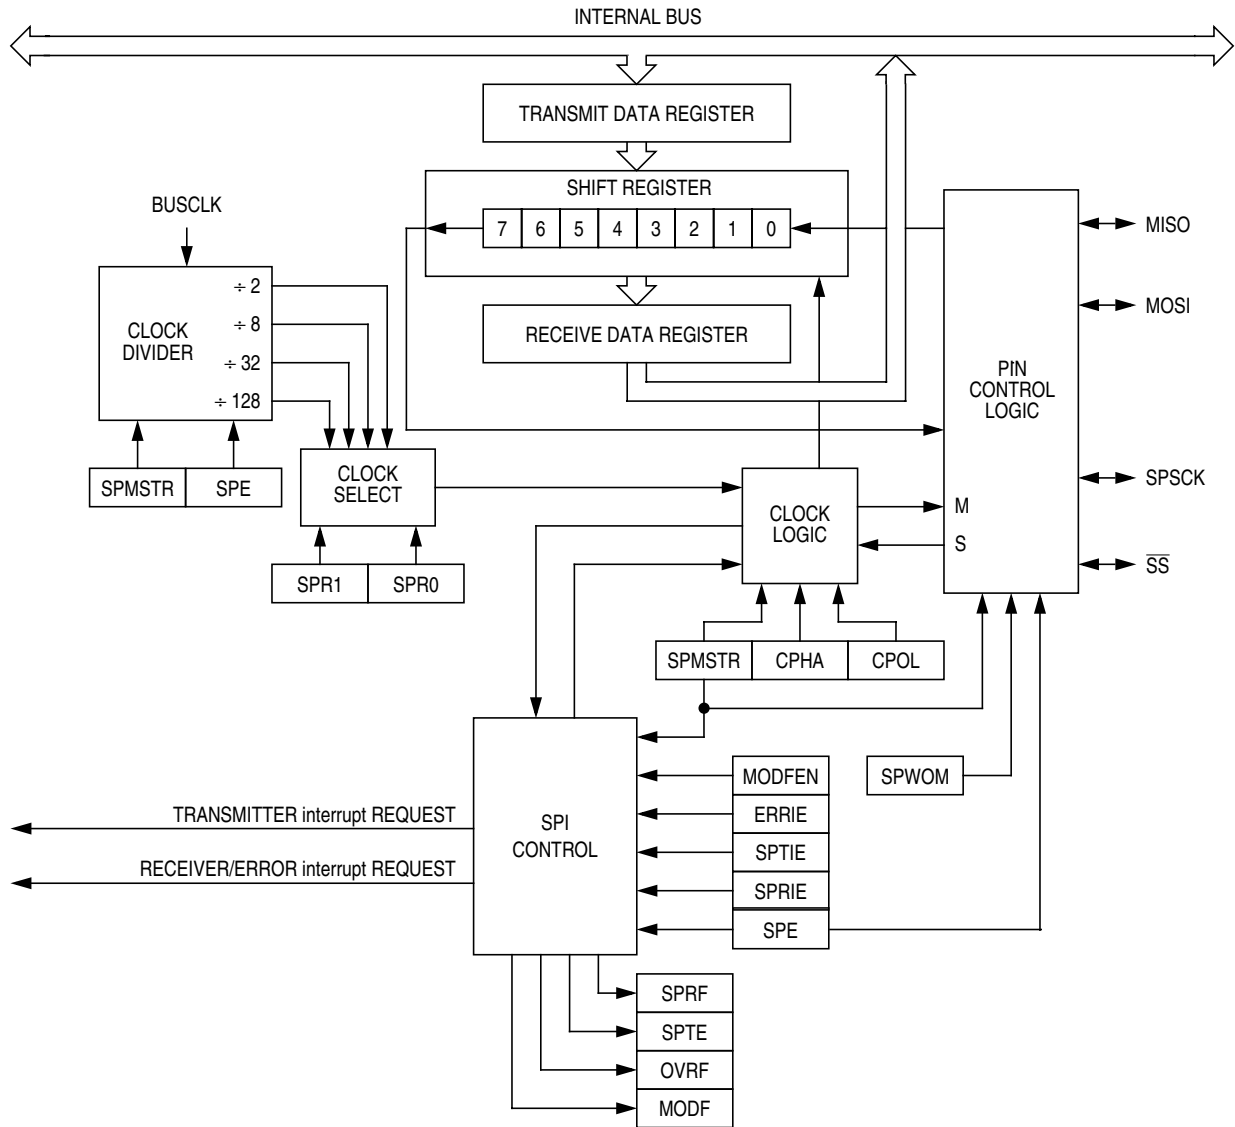 INTERNAL BUS
TRANSMIT DATA REGISTER
SHIFT REGISTER
7 6 5 4 3 2 1 0
RECEIVE DATA REGISTER
BUSCLK
CLOCK
DIVIDER
÷ 2
÷ 8
÷ 32
÷ 128
SPMSTR SPE
CLOCK
SELECT
SPR1 SPR0
CLOCK
LOGIC
PIN
CONTROL
LOGIC
M
S
MISO
MOSI
SPSCK
S̅S̅
SPMSTR CPHA CPOL
SPWOM
MODFEN
ERRIE
SPTIE
SPRIE
SPE
SPI
CONTROL
TRANSMITTER interrupt REQUEST
RECEIVER/ERROR interrupt REQUEST
SPRF
SPTE
OVRF
MODF